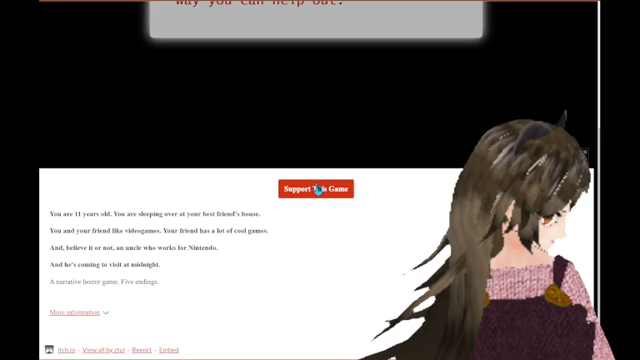 way you can help out.
Support This Game
You are 11 years old. You are sleeping over at your best friend's house.
You and your friend like videogames. Your friend has a lot of cool games.
And, believe it or not, an uncle who works for Nintendo.
And he's coming to visit at midnight.
A narrative horror game. Five endings.
More information
itch.io · View all by ztul · Report · Embed